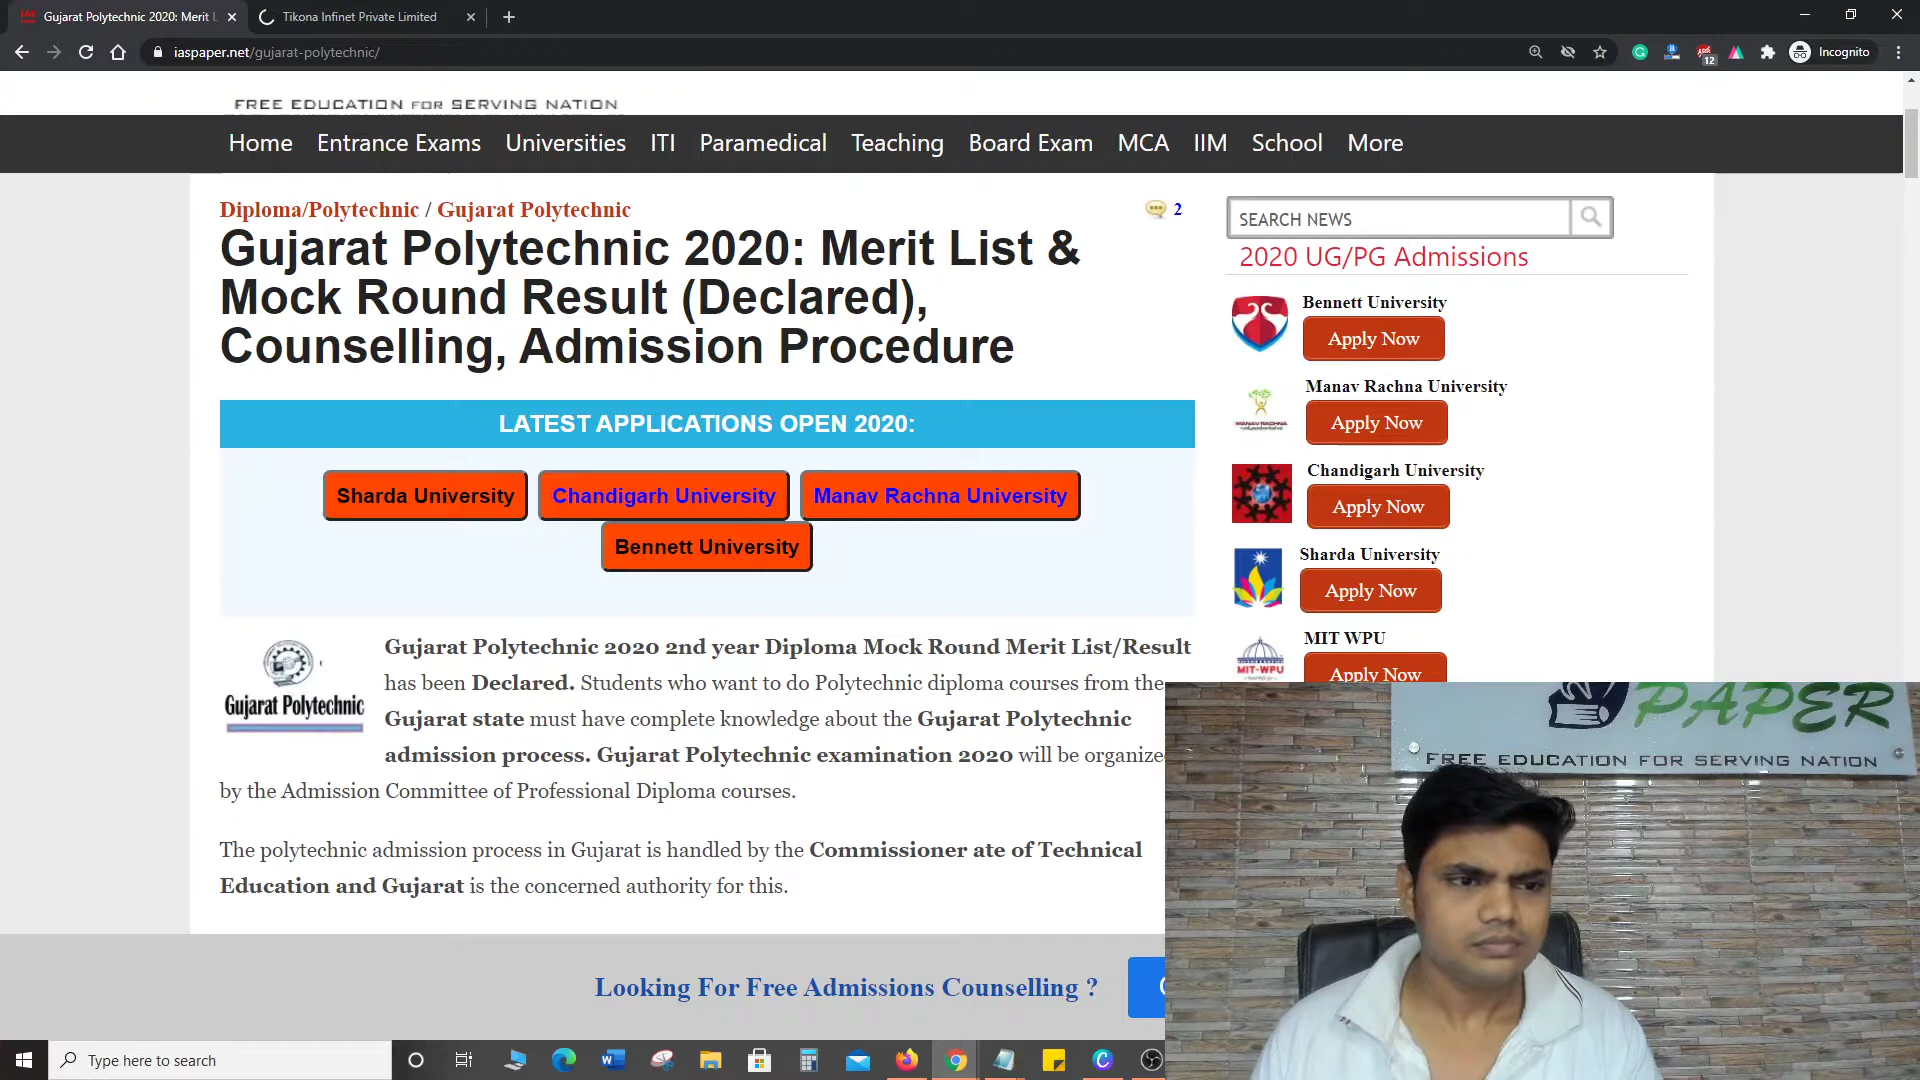 Gujarat Polytechnic 2020: Merit L
Tikona Infinet Private Limited
iaspaper.net/gujarat-polytechnic/
12
Incognito
FREE EDUCATION FOR SERVING NATION
Home Entrance Exams Universities ITI Paramedical Teaching Board Exam MCA IIM School More
Diploma/Polytechnic / Gujarat Polytechnic
2
Gujarat Polytechnic 2020: Merit List &
Mock Round Result (Declared),
Counselling, Admission Procedure
LATEST APPLICATIONS OPEN 2020:
Sharda University
Chandigarh University
Manav Rachna University
Bennett University
Gujarat Polytechnic
Gujarat Polytechnic 2020 2nd year Diploma Mock Round Merit List/Result
has been Declared. Students who want to do Polytechnic diploma courses from the
Gujarat state must have complete knowledge about the Gujarat Polytechnic
admission process. Gujarat Polytechnic examination 2020 will be organize
by the Admission Committee of Professional Diploma courses.
The polytechnic admission process in Gujarat is handled by the Commissioner ate of Technical
Education and Gujarat is the concerned authority for this.
SEARCH NEWS
2020 UG/PG Admissions
Bennett University
Apply Now
Manav Rachna University
Apply Now
MANAV RACHNA
Chandigarh University
Apply Now
Sharda University
Apply Now
MIT WPU
Apply Now
MIT-WPU
PAPER
FREE EDUCATION FOR SERVING NATION
Looking For Free Admissions Counselling ?
Type here to search